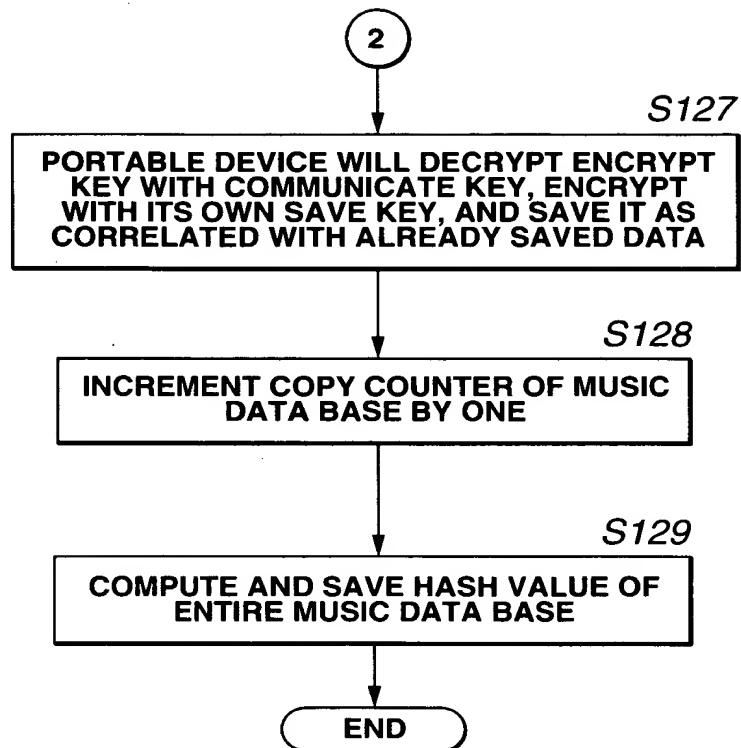 2
S127
PORTABLE DEVICE WILL DECRYPT ENCRYPT
KEY WITH COMMUNICATE KEY, ENCRYPT
WITH ITS OWN SAVE KEY, AND SAVE IT AS
CORRELATED WITH ALREADY SAVED DATA
S128
INCREMENT COPY COUNTER OF MUSIC
DATA BASE BY ONE
S129
COMPUTE AND SAVE HASH VALUE OF
ENTIRE MUSIC DATA BASE
END